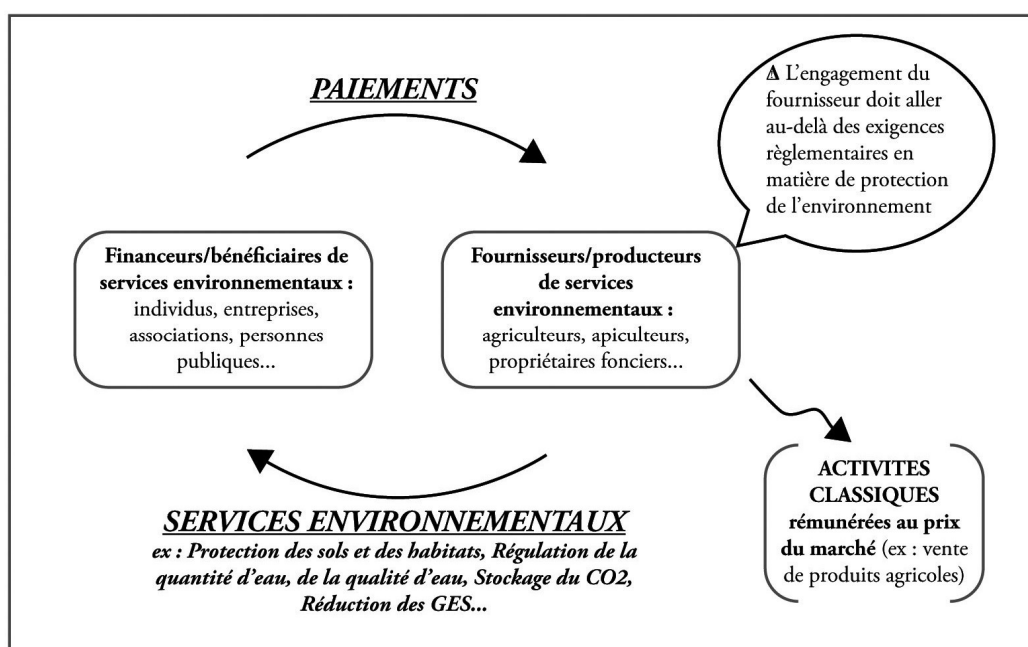 PAIEMENTS
Δ L’engagement du
fournisseur doit aller
au-delà des exigences
règlementaires en
matière de protection
de l’environnement
Financeurs/bénéficiaires de
services environnementaux :
individus, entreprises,
associations, personnes
publiques...
Fournisseurs/producteurs
de services
environnementaux :
agriculteurs, apiculteurs,
propriétaires fonciers...
SERVICES ENVIRONNEMENTAUX
ex : Protection des sols et des habitats, Régulation de la
quantité d’eau, de la qualité d’eau, Stockage du CO2,
Réduction des GES...
ACTIVITES
CLASSIQUES
rémunérées au prix
du marché (ex : vente
de produits agricoles)